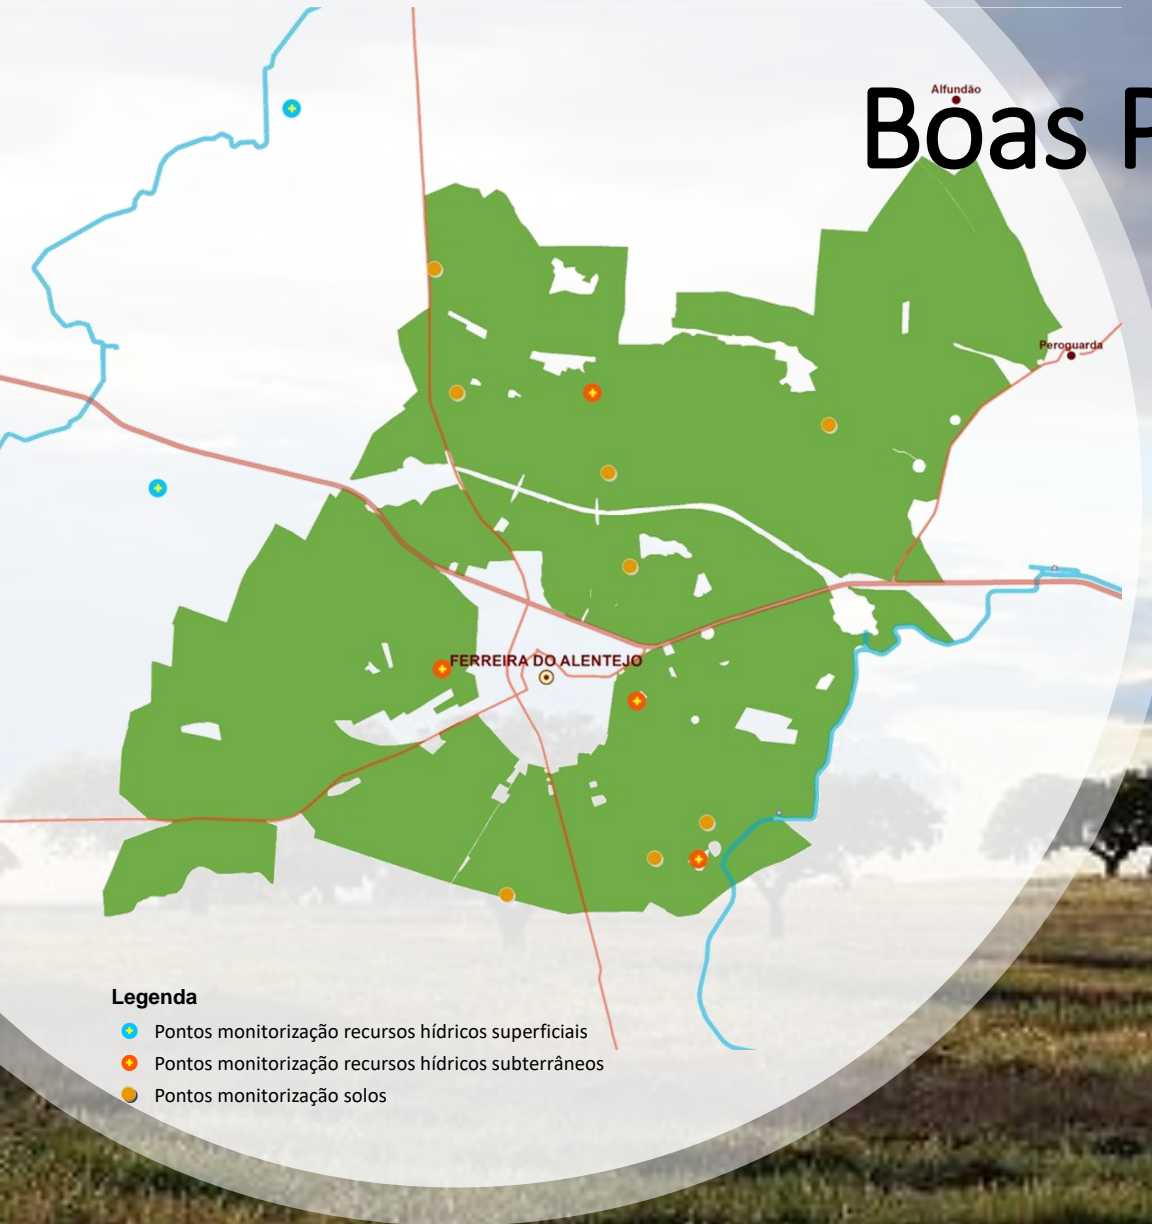 Alfundão
Boas P
Peroguarda
FERREIRA DO ALENTEJO
Legenda
Pontos monitorização recursos hídricos superficiais
Pontos monitorização recursos hídricos subterrâneos
Pontos monitorização solos